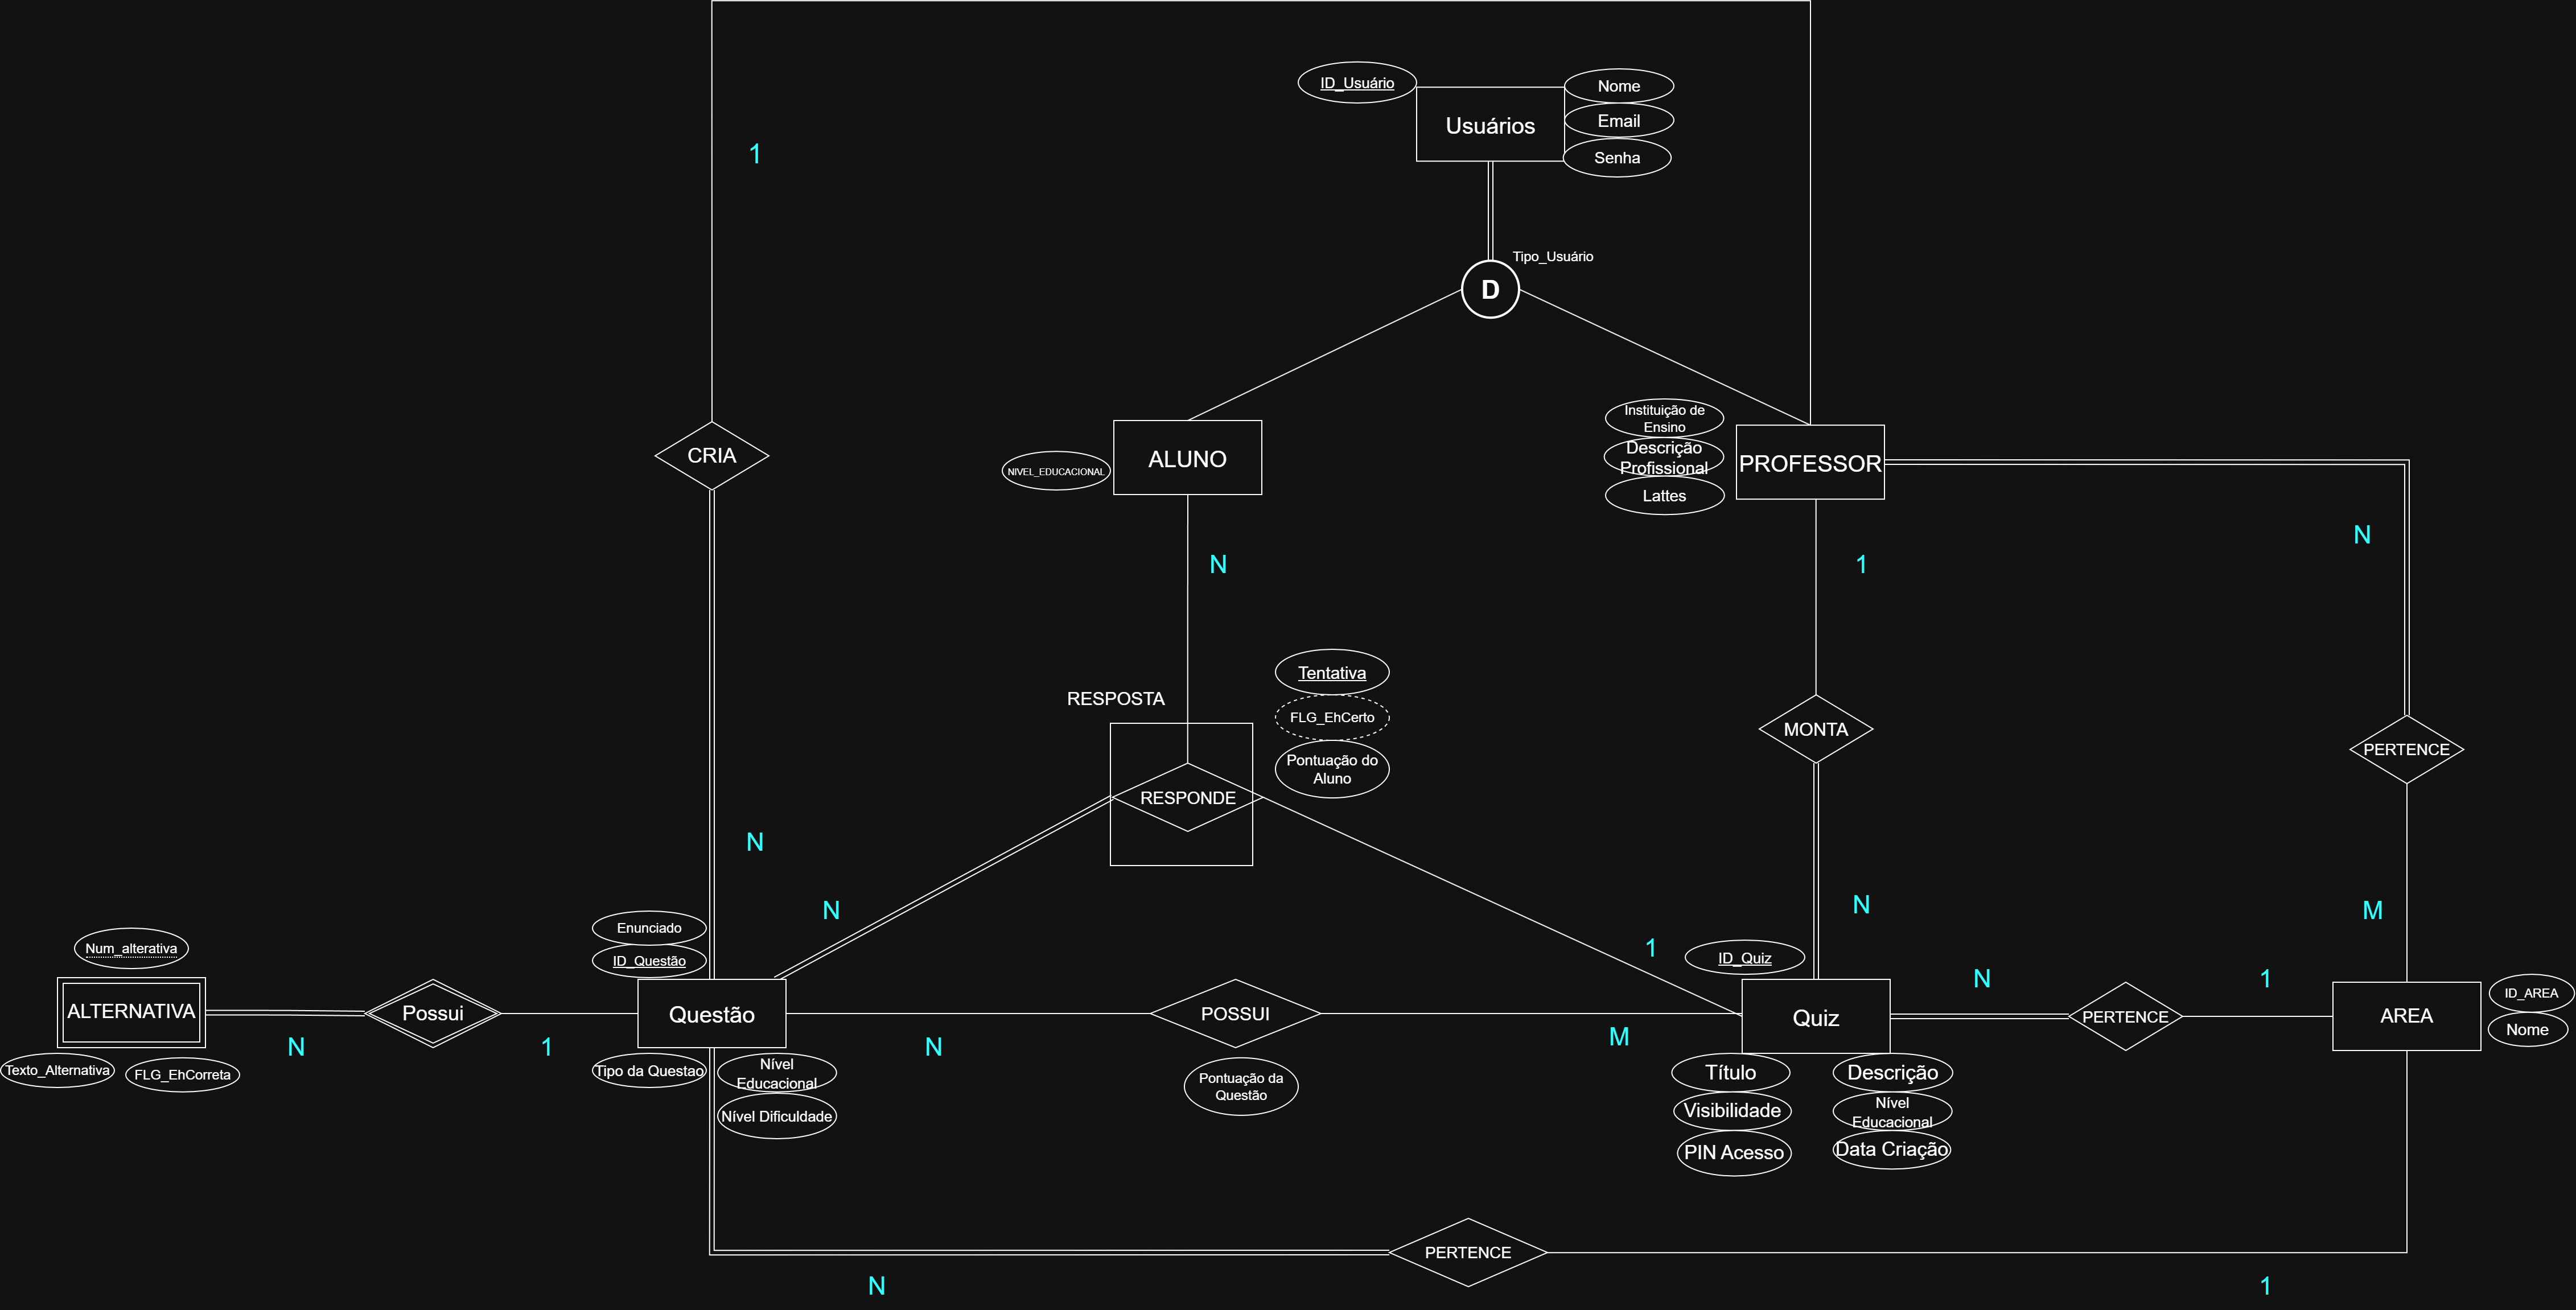 ID_Usuário
Nome
Usuários
Email
Senha
1
Tipo_Usuário
D
CRIA
NIVEL_EDUCACIONAL
ALUNO
Instituição de
Ensino
Descrição
Profissional
Lattes
PROFESSOR
N
1
N
RESPOSTA
Tentativa
FLG_EhCerto
Pontuação do
Aluno
RESPONDE
MONTA
PERTENCE
N
N
1
N
M
Num_alterativa
ALTERNATIVA
Texto_Alternativa
FLG_EhCorreta
N
Possui
1
Enunciado
ID_Questão
Questão
Tipo da Questao
Nível
Educacional
Nível Dificuldade
N
POSSUI
Pontuação da
Questão
M
ID_Quiz
Quiz
Título
Visibilidade
PIN Acesso
Descrição
Nível
Educacional
Data Criação
N
PERTENCE
1
AREA
ID_AREA
Nome
N
PERTENCE
1